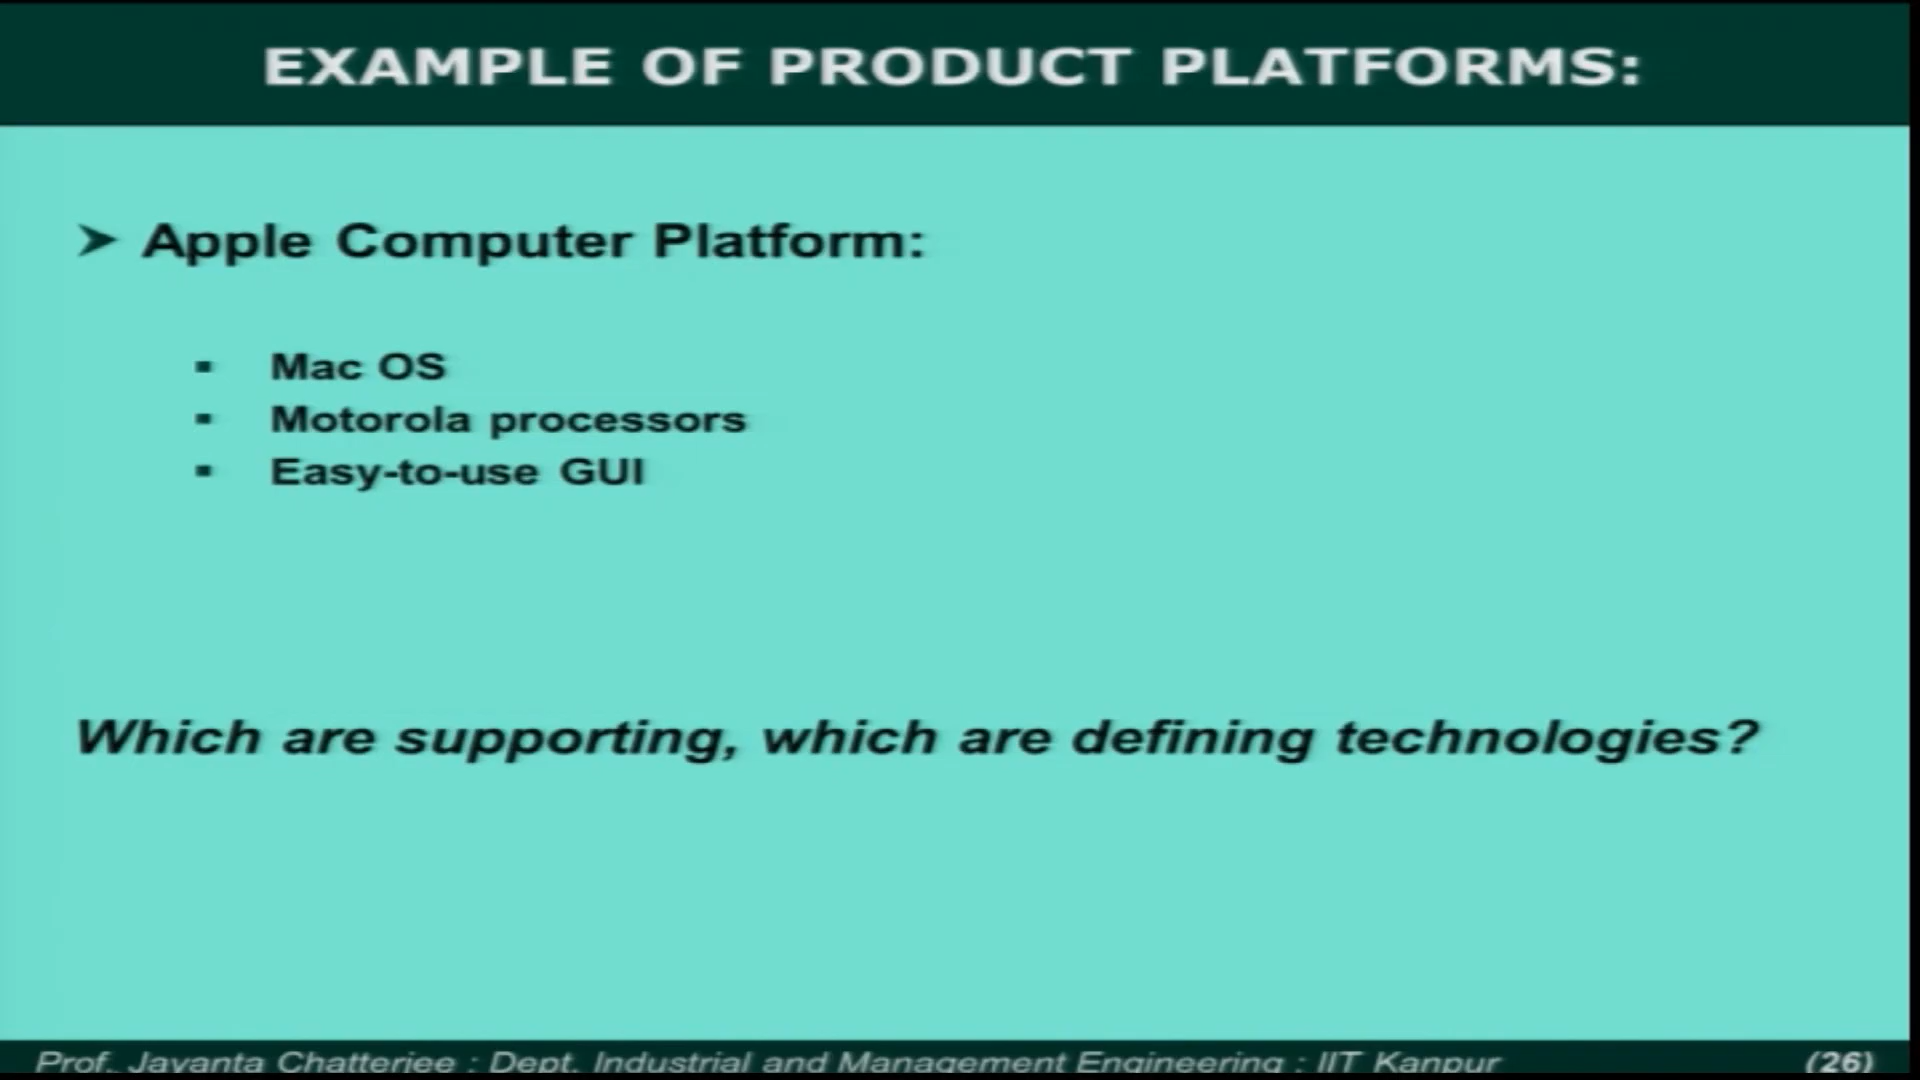 EXAMPLE OF PRODUCT PLATFORMS:
➤ Apple Computer Platform:
▪ Mac OS
▪ Motorola processors
▪ Easy-to-use GUI
Which are supporting, which are defining technologies?
Prof. Jayanta Chatterjee : Dept. Industrial and Management Engineering : IIT Kanpur (26)